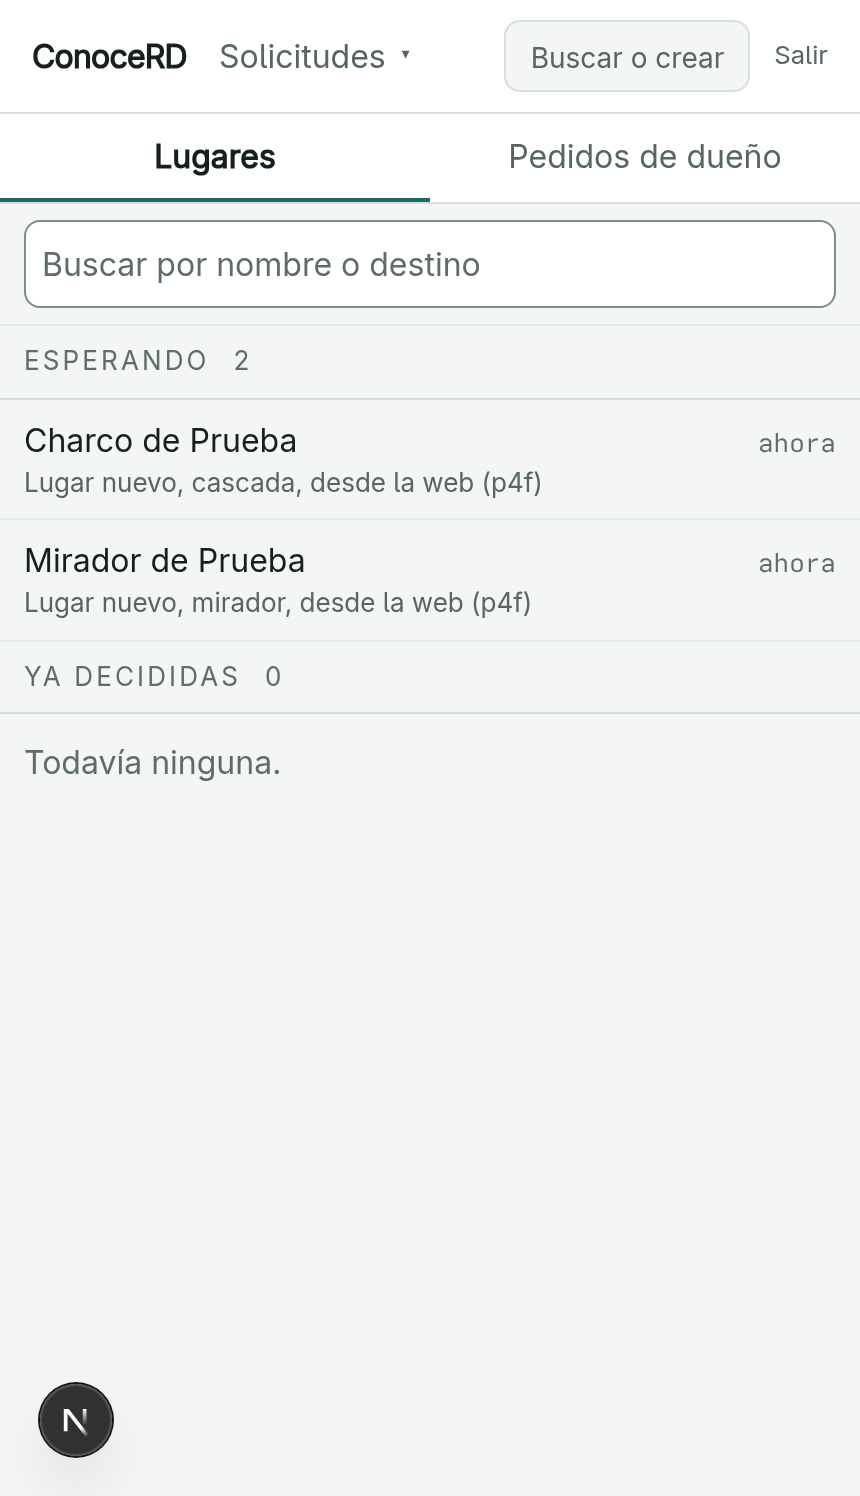 ConoceRD Solicitudes ▾ Buscar o crear Salir
Lugares Pedidos de dueño
Buscar por nombre o destino
ESPERANDO 2
Charco de Prueba ahora
Lugar nuevo, cascada, desde la web (p4f)
Mirador de Prueba ahora
Lugar nuevo, mirador, desde la web (p4f)
YA DECIDIDAS 0
Todavía ninguna.
N